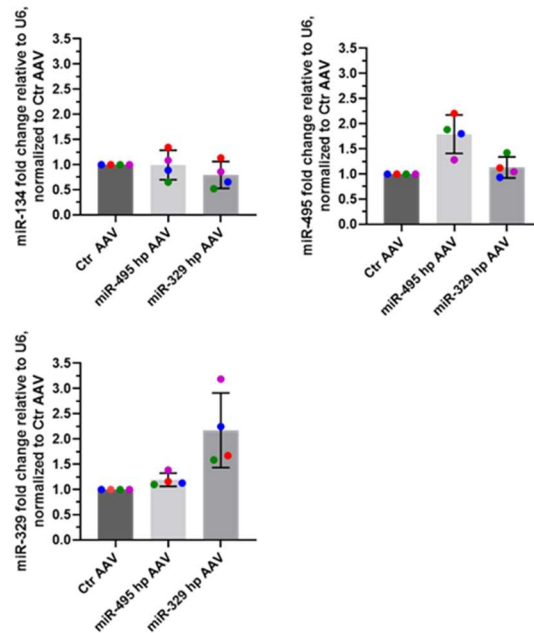 miR-134 fold change relative to U6,
normalized to Ctr AAV
3.5
3.0
2.5
2.0
1.5
1.0
0.5
0.0
Ctr AAV
miR-495 hp AAV
miR-329 hp AAV
miR-495 fold change relative to U6,
normalized to Ctr AAV
3.5
3.0
2.5
2.0
1.5
1.0
0.5
0.0
Ctr AAV
miR-495 hp AAV
miR-329 hp AAV
miR-329 fold change relative to U6,
normalized to Ctr AAV
3.5
3.0
2.5
2.0
1.5
1.0
0.5
0.0
Ctr AAV
miR-495 hp AAV
miR-329 hp AAV